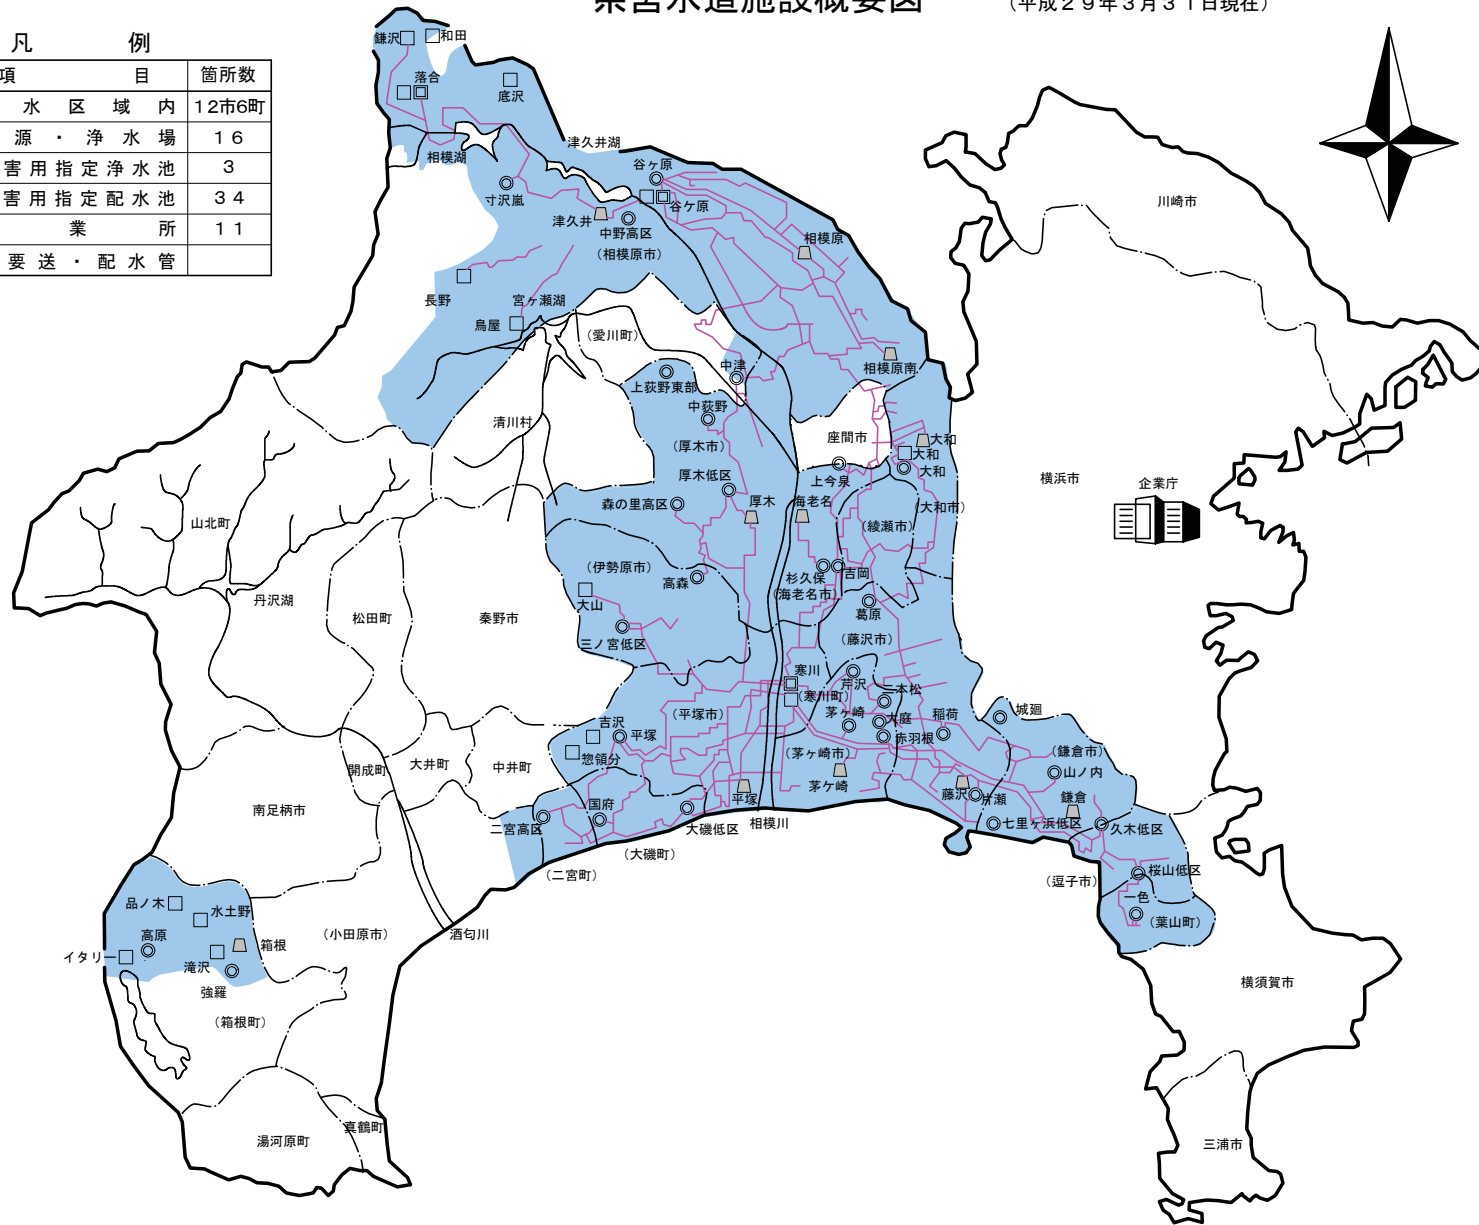 県営水道施設概要図　（平成２９年３月３１日現在）
凡　例
項　目　箇所数
水区域内　12市6町
源・浄水場　16
害用指定浄水池　3
害用指定配水池　34
業所　11
要送・配水管
鎌沢
和田
落合
底沢
津久井湖
相模湖
谷ヶ原
寸沢嵐
谷ケ原
津久井
中野高区
（相模原市）
相模原
川崎市
長野
宮ヶ瀬湖
鳥屋
（愛川町）
中津
相模原南
上荻野東部
中荻野
清川村
（厚木市）
座間市
大和
大和
大和
上今泉
横浜市
企業庁
厚木低区
森の里高区
厚木
海老名
（綾瀬市）
（大和市）
山北町
丹沢湖
松田町
秦野市
（伊勢原市）
高森
大山
杉久保
吉岡
（海老名市）
葛原
三ノ宮低区
（藤沢市）
寒川
芹沢
（寒川町）
二本松
茅ヶ崎
大庭
稲荷
城廻
吉沢
平塚
（平塚市）
赤羽根
（茅ヶ崎市）
（鎌倉市）
惣領分
開成町
大井町
中井町
山ノ内
茅ケ崎
南足柄市
国府
平塚
藤沢
片瀬
鎌倉
二宮高区
大磯低区
相模川
七里ヶ浜低区
久木低区
（大磯町）
（二宮町）
（逗子市）
桜山低区
一色
（葉山町）
品ノ木
水土野
高原
箱根
（小田原市）
酒匂川
イタリー
滝沢
強羅
横須賀市
（箱根町）
真鶴町
湯河原町
三浦市